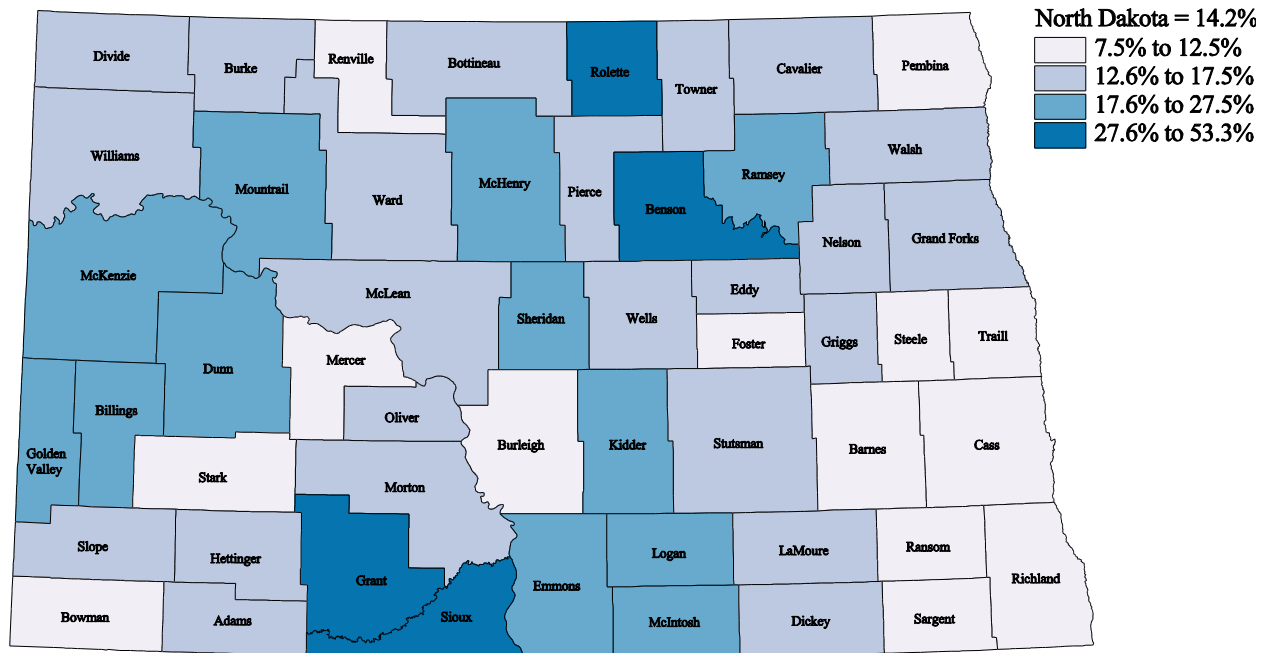 North Dakota = 14.2%
7.5% to 12.5%
12.6% to 17.5%
17.6% to 27.5%
27.6% to 53.3%
Divide
Burke
Renville
Bottineau
Rolette
Towner
Cavalier
Pembina
Williams
Mountrail
Ward
McHenry
Pierce
Benson
Ramsey
Walsh
Nelson
Grand Forks
McKenzie
McLean
Sheridan
Wells
Eddy
Foster
Griggs
Steele
Traill
Dunn
Mercer
Oliver
Billings
Golden
Valley
Stark
Morton
Burleigh
Kidder
Stutsman
Barnes
Cass
Slope
Hettinger
Grant
Emmons
Logan
LaMoure
Ransom
Richland
Bowman
Adams
Sioux
McIntosh
Dickey
Sargent